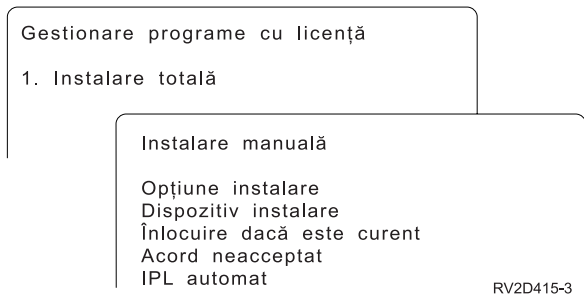 Gestionare programe cu licență
1. Instalare totală
Instalare manuală
Opțiune instalare
Dispozitiv instalare
Înlocuire dacă este curent
Acord neacceptat
IPL automat
RV2D415-3